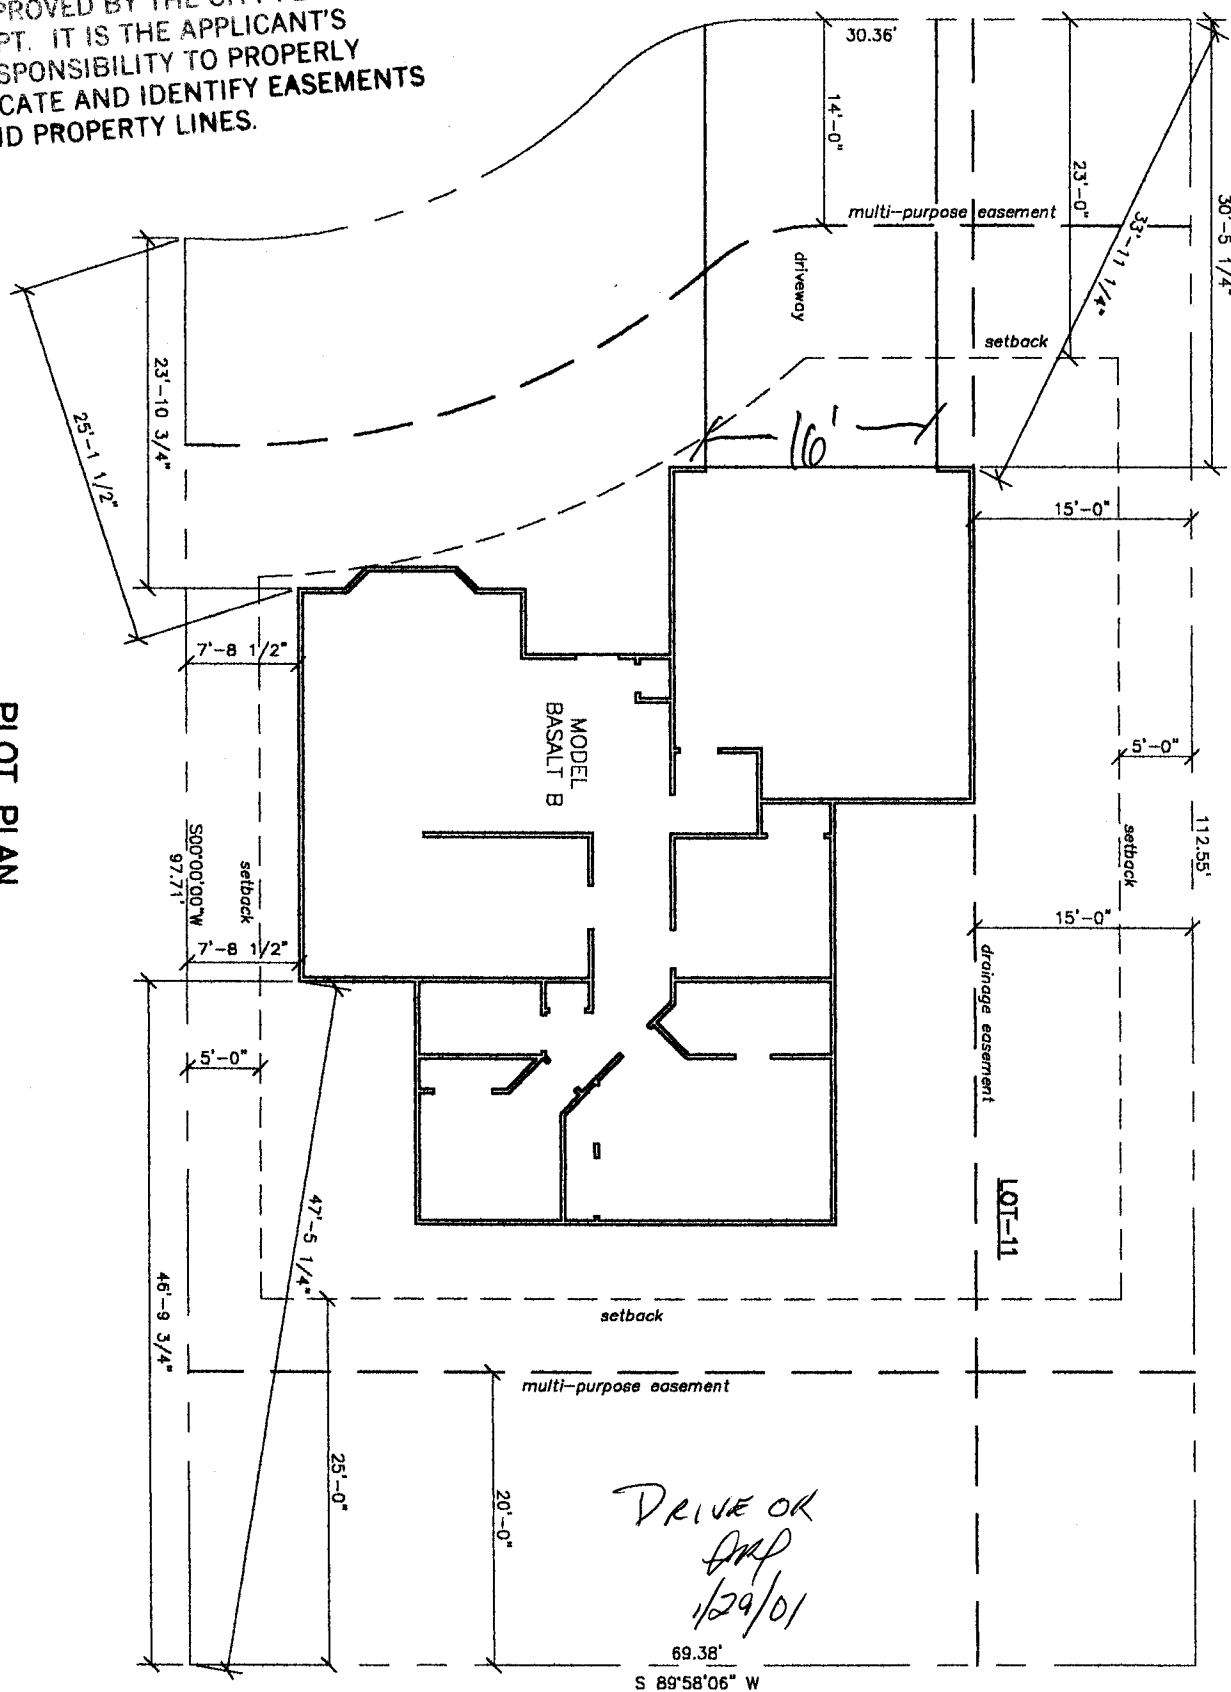 PROVED BY THE CITY
PT. IT IS THE APPLICANT'S
SPONSIBILITY TO PROPERLY
CATE AND IDENTIFY EASEMENTS
ND PROPERTY LINES.
30.36'
14'-0"
23'-0"
30'-5 1/4"
33'-11 1/4"
multi-purpose easement
driveway
setback
16'
23'-10 3/4"
25'-1 1/2"
15'-0"
7'-8 1/2"
MODEL
BASALT B
5'-0"
112.55'
setback
S00°00'00"W
97.71'
setback
7'-8 1/2"
15'-0"
drainage easement
5'-0"
LOT-11
47'-5 1/4"
46'-9 3/4"
setback
multi-purpose easement
25'-0"
20'-0"
DRIVE OK
1/29/01
69.38'
S 89°58'06" W
PLOT PLAN